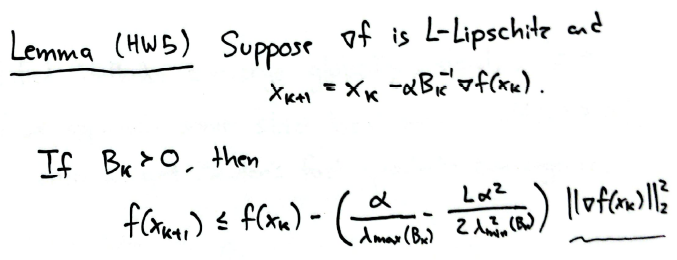 Lemma (HW5) Suppose ∇f is L-Lipschitz and
x_{k+1} = x_k - αB_k^{-1} ∇f(x_k).
If B_k ≻ 0, then
f(x_{k+1}) ≤ f(x_k) - (α / λ_max(B_k) - Lα² / 2λ²_min(B_k)) ||∇f(x_k)||₂²